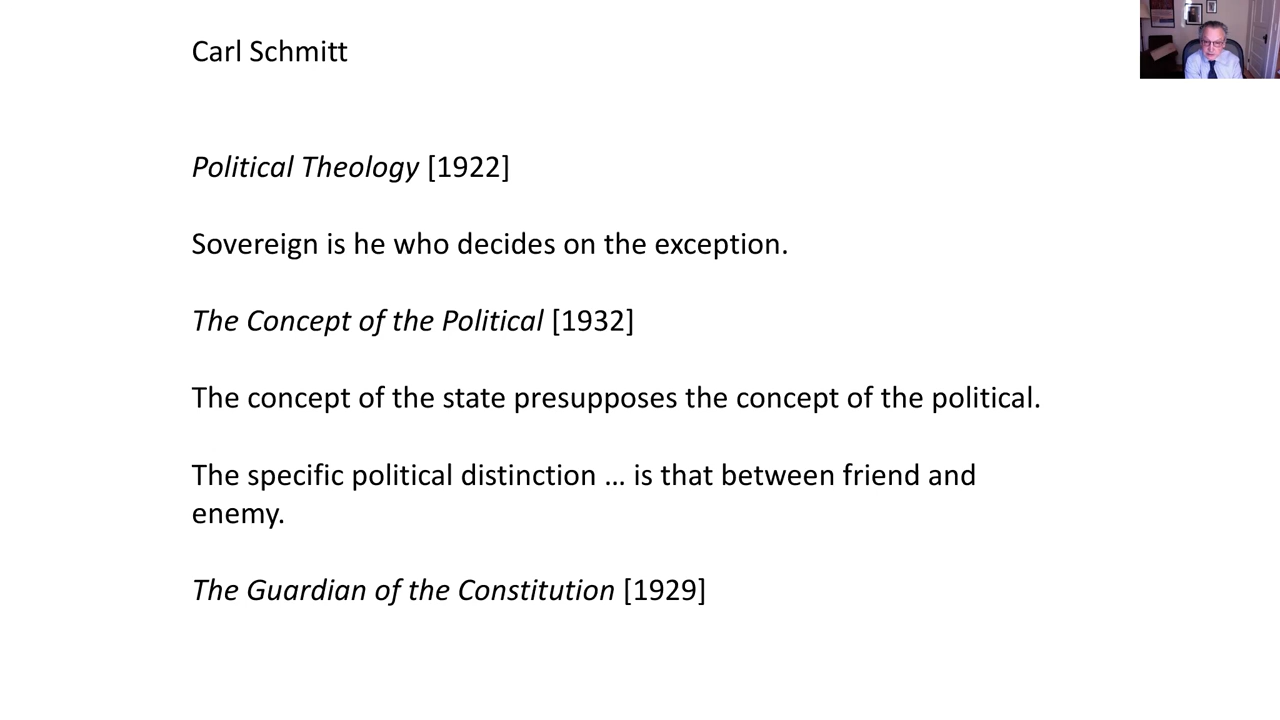 Carl Schmitt
Political Theology [1922]
Sovereign is he who decides on the exception.
The Concept of the Political [1932]
The concept of the state presupposes the concept of the political.
The specific political distinction … is that between friend and
enemy.
The Guardian of the Constitution [1929]